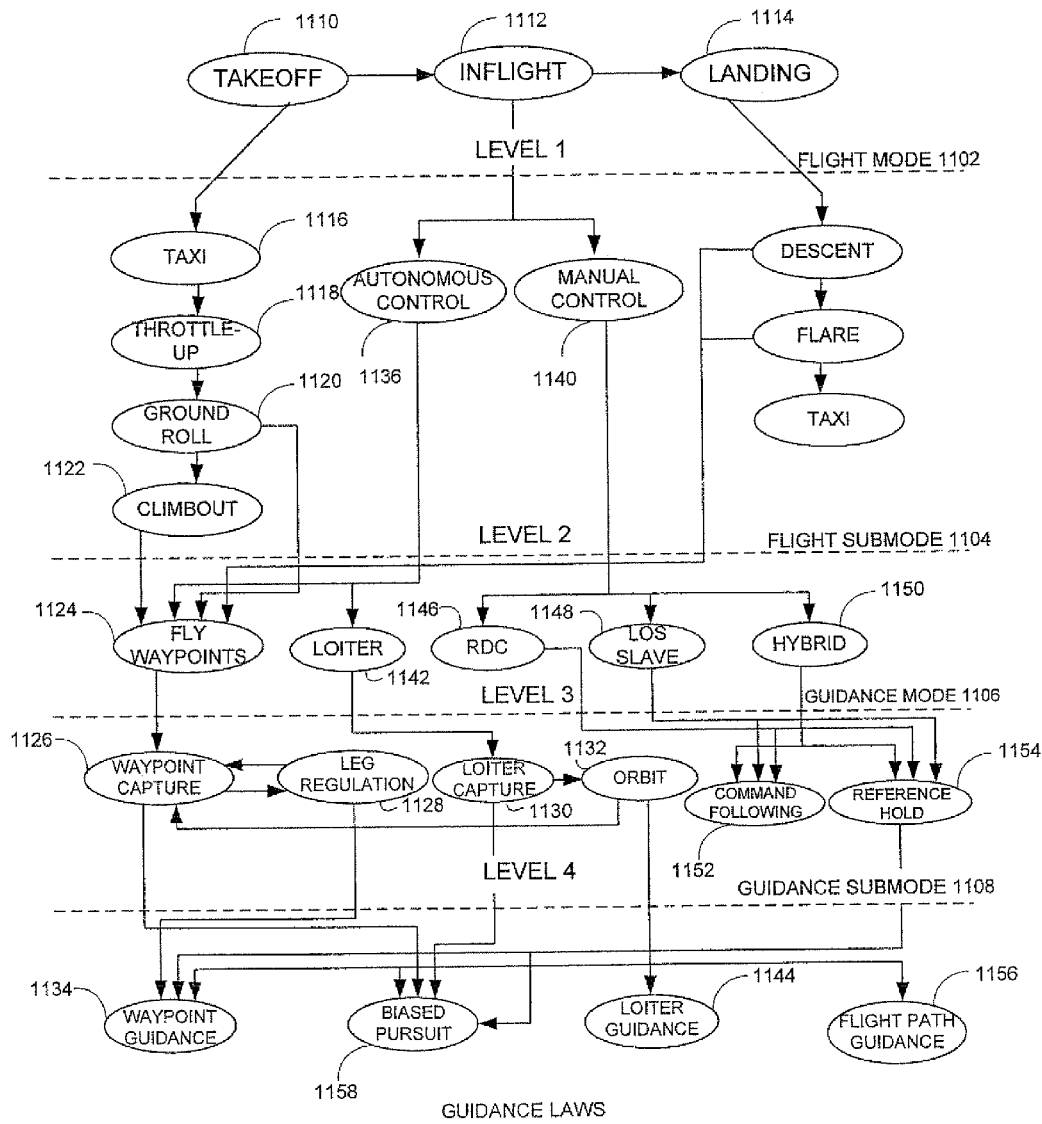 1110
1112
1114
TAKEOFF
INFLIGHT
LANDING
LEVEL 1
FLIGHT MODE 1102
1116
TAXI
AUTONOMOUS
CONTROL
MANUAL
CONTROL
DESCENT
1118
THROTTLE-
UP
FLARE
1136
1140
1120
GROUND
ROLL
TAXI
1122
CLIMBOUT
LEVEL 2
FLIGHT SUBMODE 1104
1124
FLY
WAYPOINTS
LOITER
1142
1146
RDC
1148
LOS
SLAVE
1150
HYBRID
LEVEL 3
GUIDANCE MODE 1106
1126
WAYPOINT
CAPTURE
LEG
REGULATION
1128
LOITER
CAPTURE
1130
1132
ORBIT
COMMAND
FOLLOWING
1152
1154
REFERENCE
HOLD
LEVEL 4
GUIDANCE SUBMODE 1108
1134
WAYPOINT
GUIDANCE
BIASED
PURSUIT
1158
1144
LOITER
GUIDANCE
1156
FLIGHT PATH
GUIDANCE
GUIDANCE LAWS